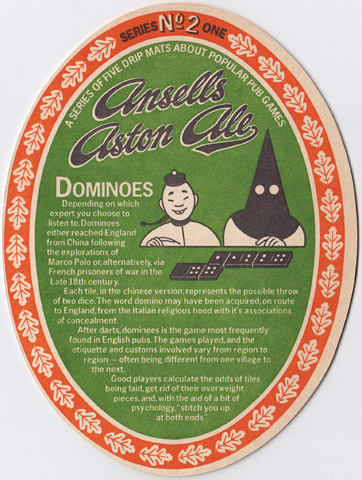 SERIES No 2 ONE
A SERIES OF FIVE DRIP MATS ABOUT POPULAR PUB GAMES
Ansells
Aston Ale
DOMINOES
Depending on which
expert you choose to
listen to, Dominoes
either reached England
from China following
the explorations of
Marco Polo or, alternatively, via
French prisoners of war in the
Late 18th century.
Each tile, in the chinese version, represents the possible throw
of two dice. The word domino may have been acquired, on route
to England, from the Italian religious hood with it's associations
of concealment.
After darts, dominoes is the game most frequently
found in English pubs. The games played, and the
etiquette and customs involved vary from region to
region – often being different from one village to
the next.
Good players calculate the odds of tiles
being laid, get rid of their overweight
pieces, and, with the aid of a bit of
psychology, "stitch you up
at both ends."